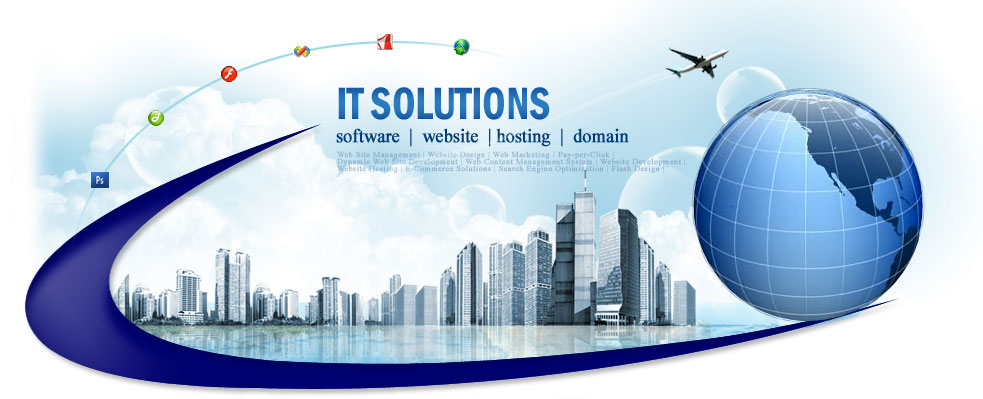 IT SOLUTIONS
software | website | hosting | domain
Web Site Management | Website Design | Web Marketing / Pay-per-Click |
Dynamic Web Site Development | Web Content Management System | Website Development |
Website Hosting | E-Commerce Solutions | Search Engine Optimization | Flash Design |
Ps